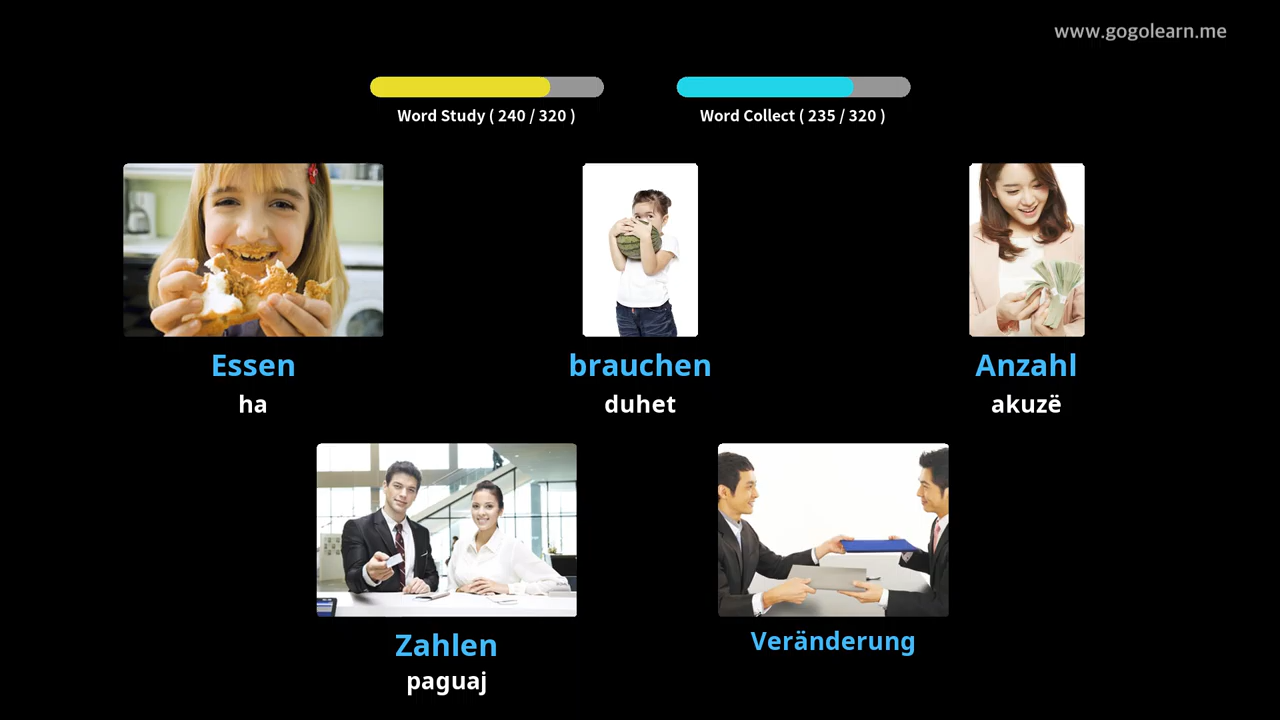 www.gogolearn.me
Word Study ( 240 / 320 )
Word Collect ( 235 / 320 )
Essen
ha
brauchen
duhet
Anzahl
akuzë
Zahlen
paguaj
Veränderung